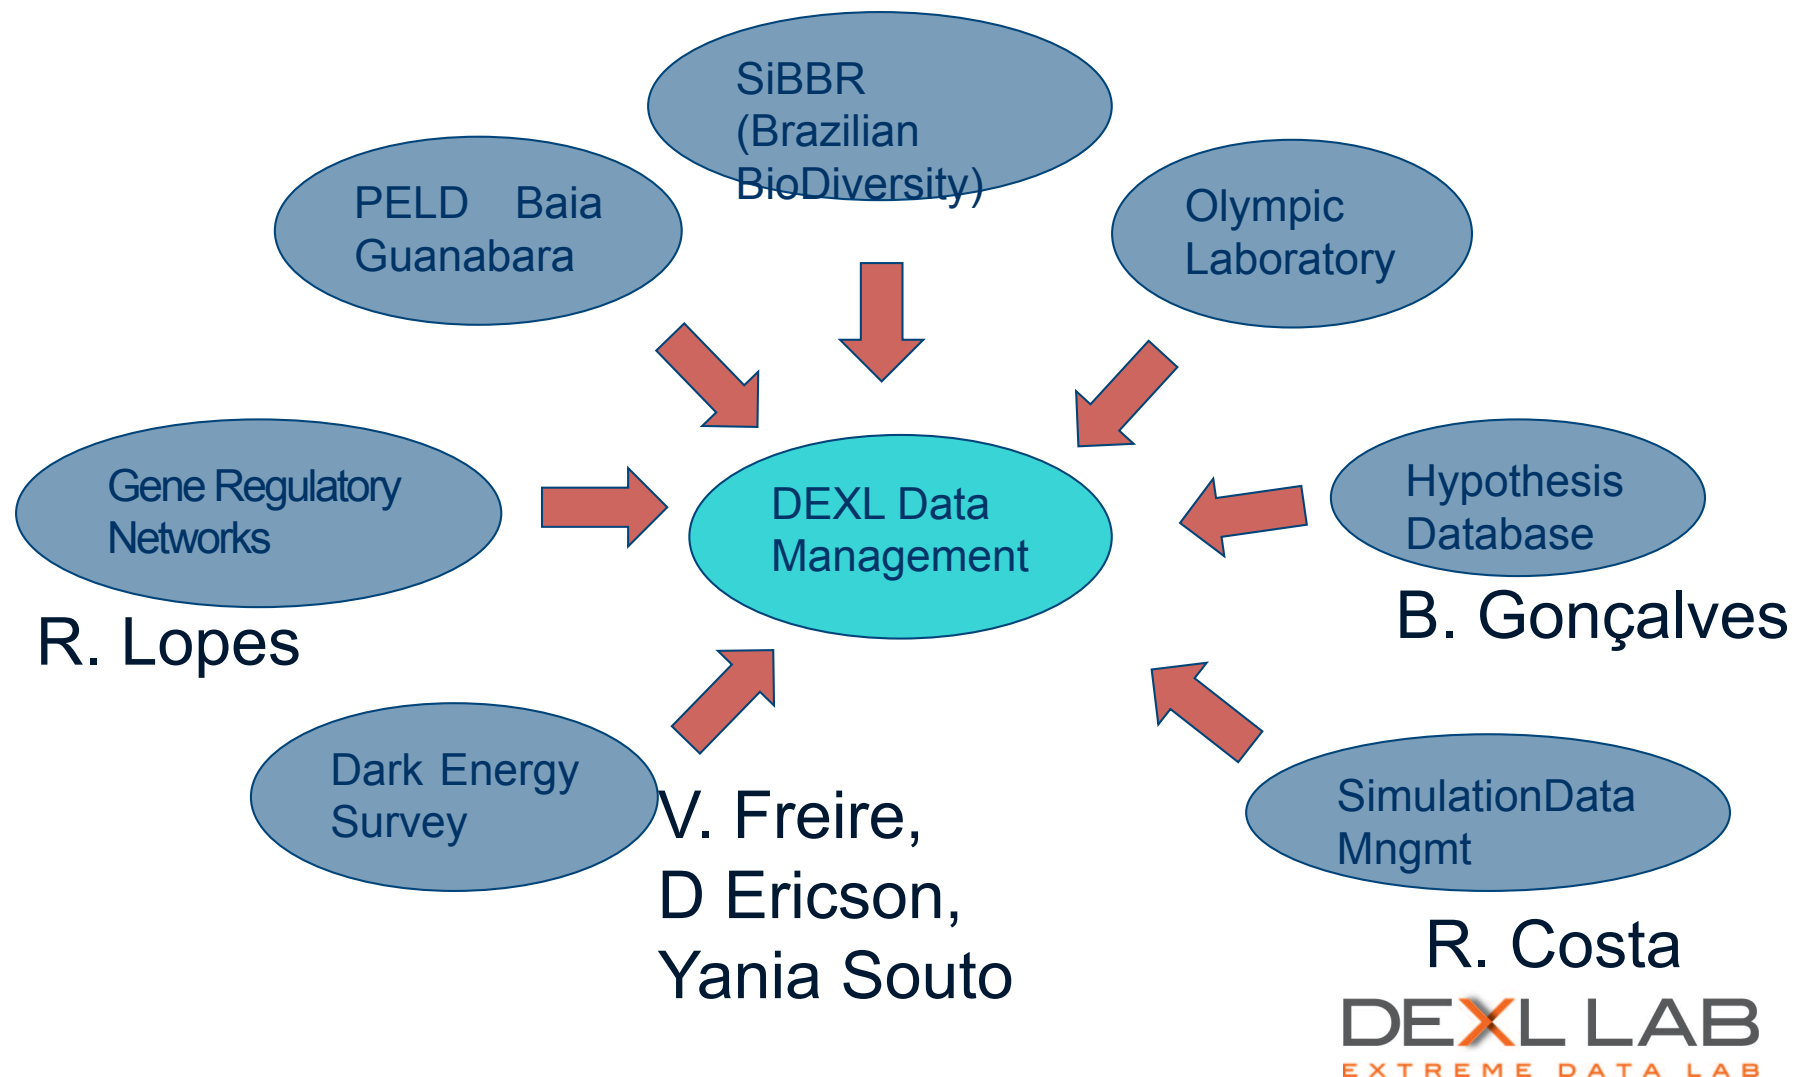 SiBBR
(Brazilian
BioDiversity)
PELD Baia
Guanabara
Olympic
Laboratory
Gene Regulatory
Networks
DEXL Data
Management
Hypothesis
Database
R. Lopes
B. Gonçalves
Dark Energy
Survey
V. Freire,
D Ericson,
Yania Souto
SimulationData
Mngmt
R. Costa
DEXL LAB
EXTREME DATA LAB